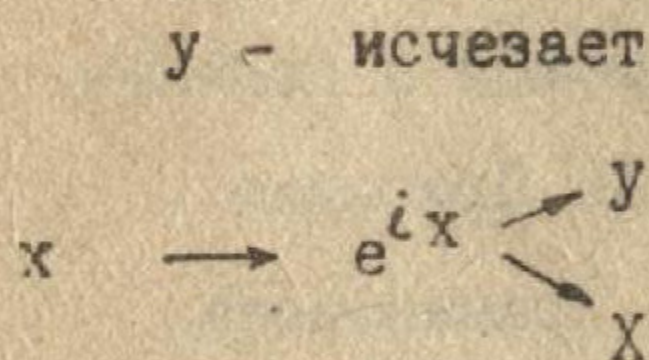 у - исчезает
у
x → e^{ix}
x